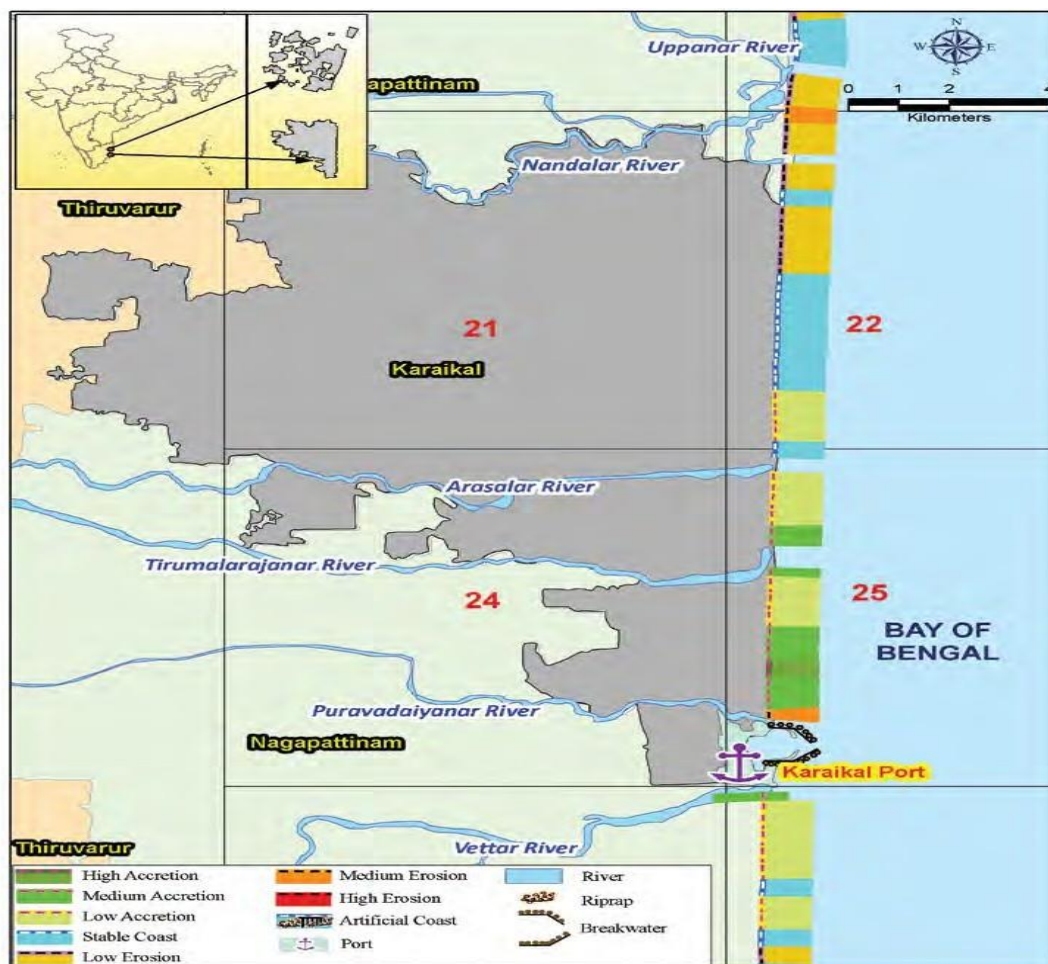 Uppanar River
N
W
E
S
apattinam
0
1
2
4
Kilometers
Nandalar River
Thiruvarur
21
22
Karaikal
Arasalar River
Tirumalarajanar River
24
25
BAY OF
BENGAL
Puravadaiyanar River
Nagapattinam
Karaikal Port
Thiruvarur
Vettar River
High Accretion
Medium Accretion
Low Accretion
Stable Coast
Low Erosion
Medium Erosion
High Erosion
Artificial Coast
Port
River
Riprap
Breakwater